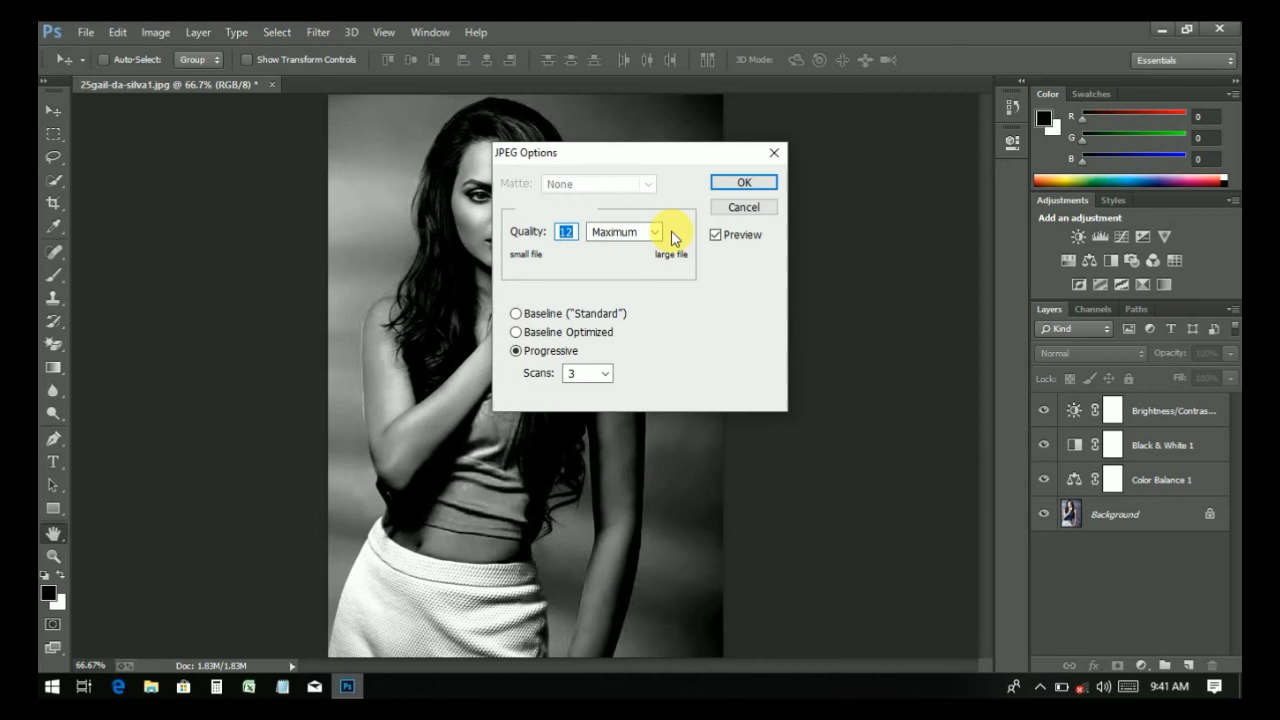 Ps File Edit Image Layer Type Select Filter 3D View Window Help
Auto-Select: Group Show Transform Controls 3D Mode: Essentials
25gail-da-silva1.jpg @ 66.7% (RGB/8) * ×
Color Swatches
R 0
G 0
B 0
Adjustments Styles
Add an adjustment
Layers Channels Paths
Kind
Normal Opacity: 100%
Lock: Fill: 100%
Brightness/Contras...
Black & White 1
Color Balance 1
Background
JPEG Options
Matte: None
OK
Cancel
Quality: 12 Maximum
Preview
small file large file
Baseline ("Standard")
Baseline Optimized
Progressive
Scans: 3
66.67% Doc: 1.83M/1.83M
9:41 AM